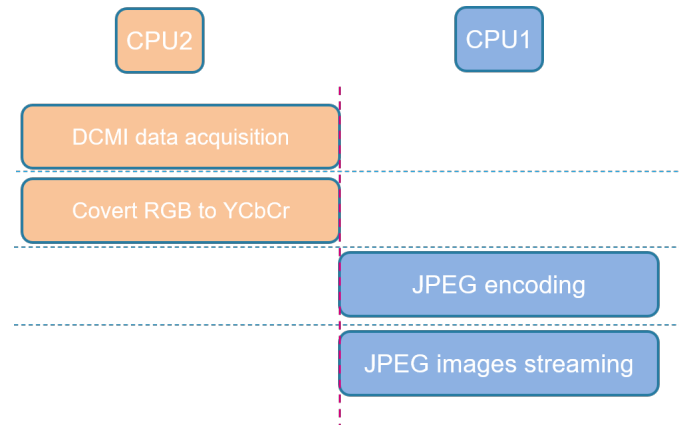 CPU2
CPU1
DCMI data acquisition
Covert RGB to YCbCr
JPEG encoding
JPEG images streaming